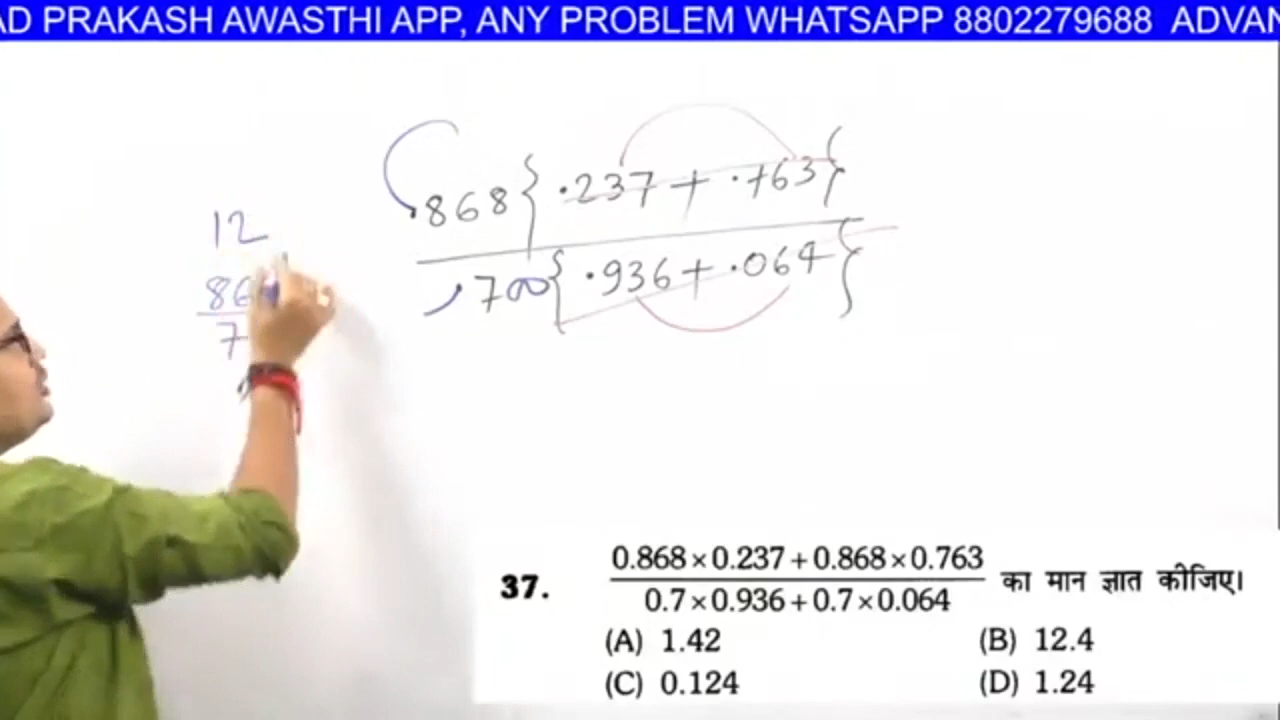 AD PRAKASH AWASTHI APP, ANY PROBLEM WHATSAPP 8802279688 ADVAN
.868{ .237 + .763}
.700{ .936 + .064}
12
86
7
37. 0.868×0.237+0.868×0.763 का मान ज्ञात कीजिए।
0.7×0.936+0.7×0.064
(A) 1.42 (B) 12.4
(C) 0.124 (D) 1.24